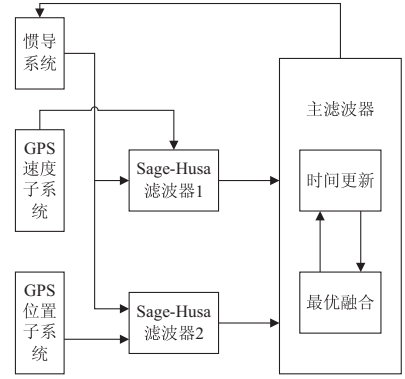 惯导
系统
主滤波器
GPS
速度
子系
统
Sage-Husa
滤波器1
时间更新
GPS
位置
子系
统
Sage-Husa
滤波器2
最优融合